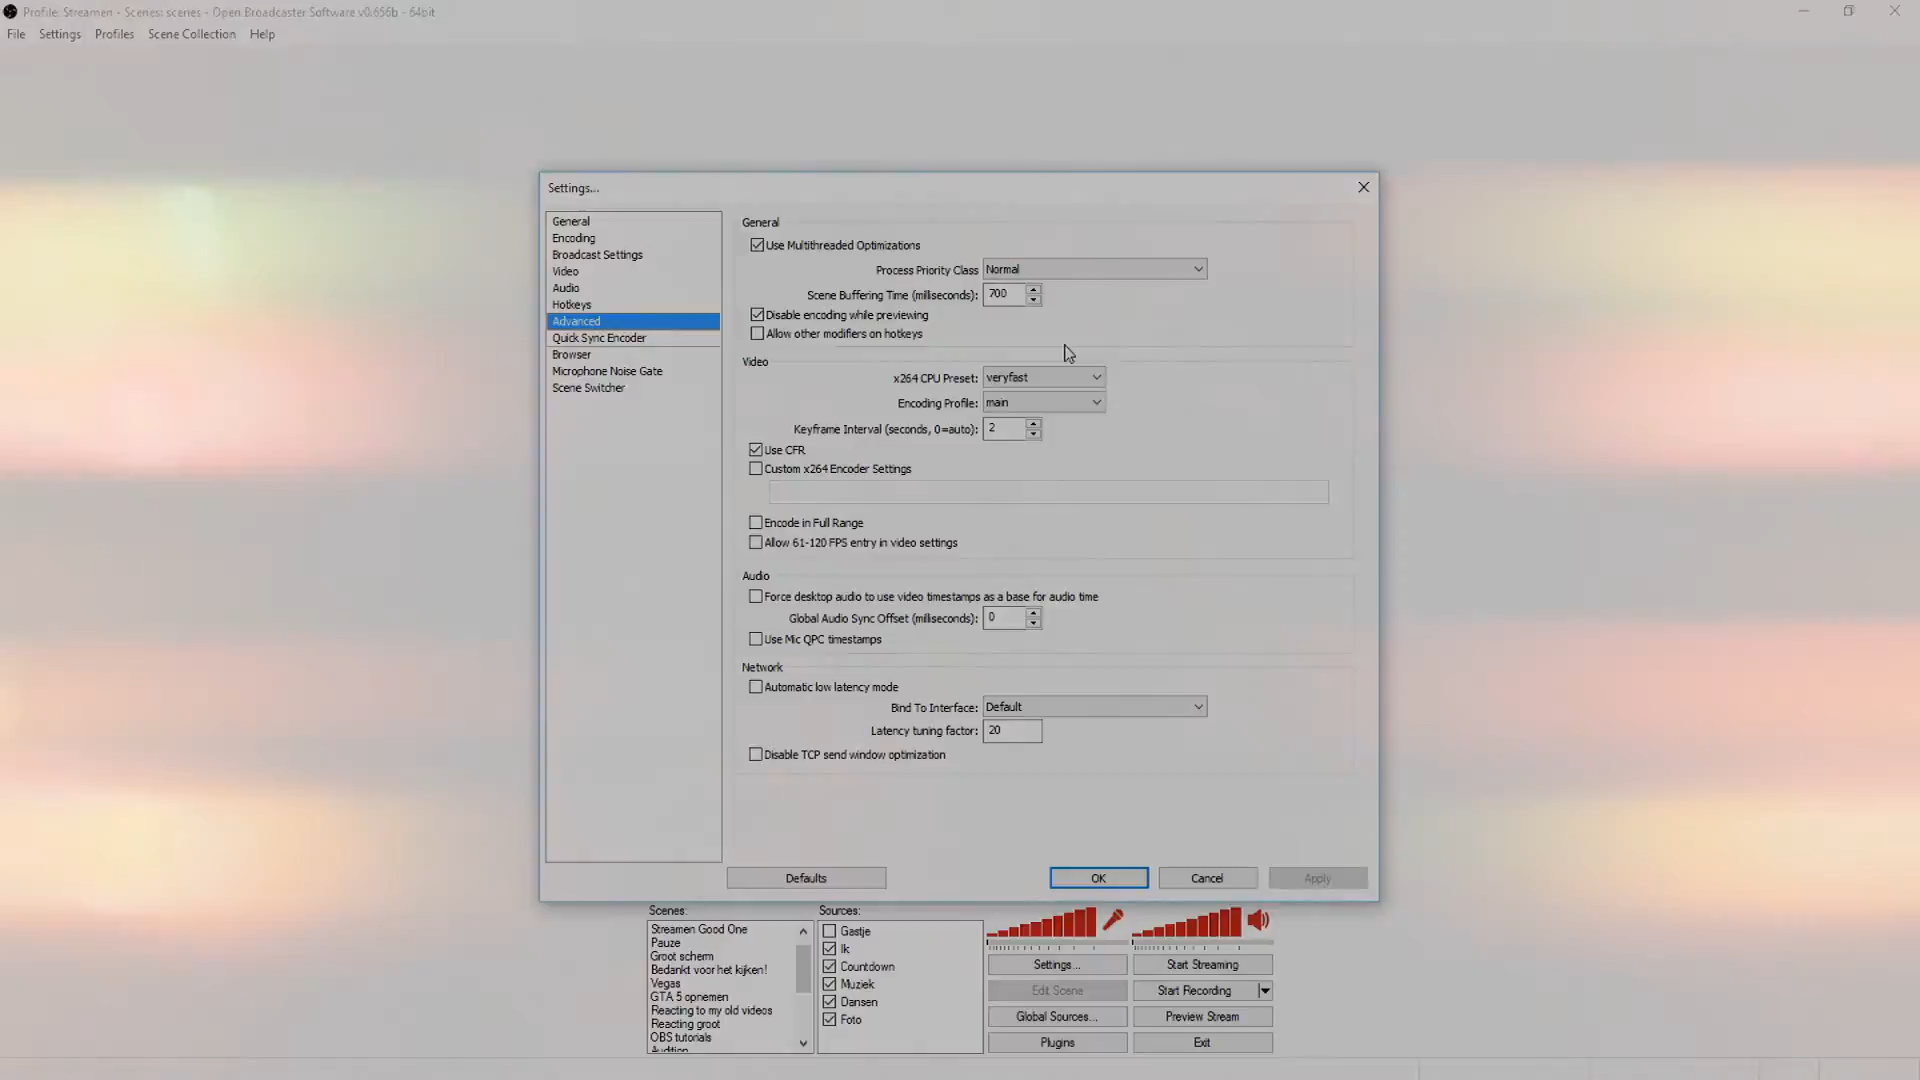 Profile: Streamen - Scenes: scenes - Open Broadcaster Software v0.656b - 64bit
File Settings Profiles Scene Collection Help
Settings...
General
Encoding
Broadcast Settings
Video
Audio
Hotkeys
Advanced
Quick Sync Encoder
Browser
Microphone Noise Gate
Scene Switcher
General
Use Multithreaded Optimizations
Process Priority Class Normal
Scene Buffering Time (milliseconds): 700
Disable encoding while previewing
Allow other modifiers on hotkeys
Video
x264 CPU Preset: veryfast
Encoding Profile: main
Keyframe Interval (seconds, 0=auto): 2
Use CFR
Custom x264 Encoder Settings
Encode in Full Range
Allow 61-120 FPS entry in video settings
Audio
Force desktop audio to use video timestamps as a base for audio time
Global Audio Sync Offset (milliseconds): 0
Use Mic QPC timestamps
Network
Automatic low latency mode
Bind To Interface: Default
Latency tuning factor: 20
Disable TCP send window optimization
Defaults OK Cancel Apply
Scenes:
Streamen Good One
Pauze
Groot scherm
Bedankt voor het kijken!
Vegas
GTA 5 opnemen
Reacting to my old videos
Reacting groot
OBS tutorials
Audition
Sources:
Gastje
Ik
Countdown
Muziek
Dansen
Foto
Settings... Start Streaming
Edit Scene Start Recording
Global Sources... Preview Stream
Plugins Exit